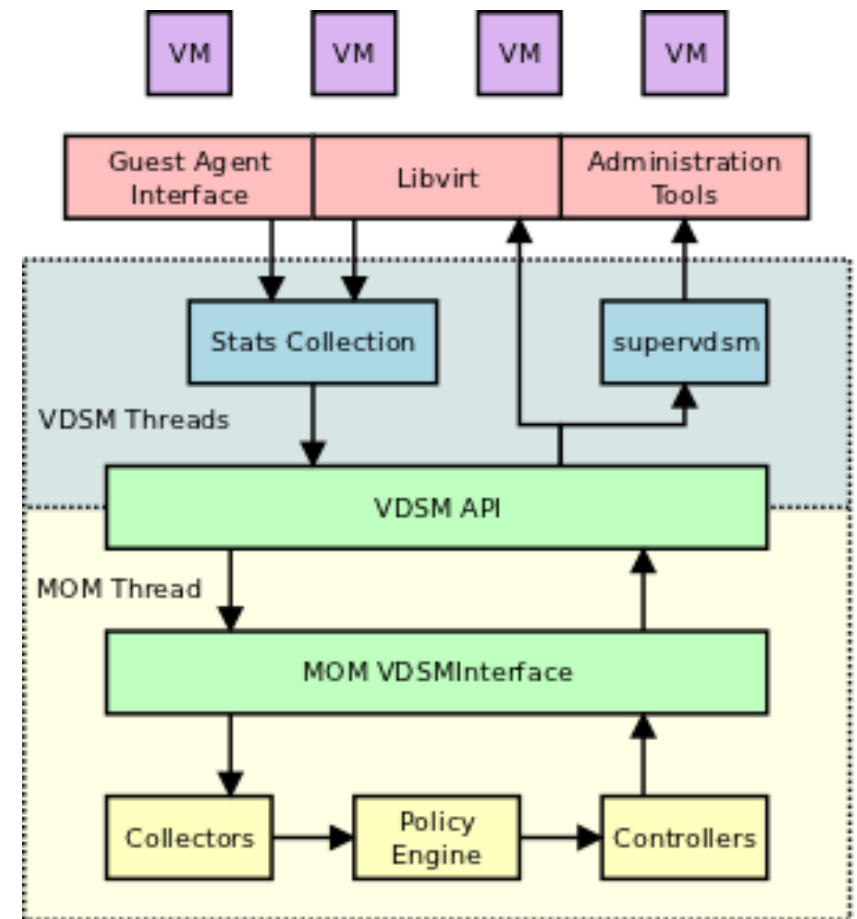 VM
VM
VM
VM
Guest Agent
Interface
Libvirt
Administration
Tools
Stats Collection
supervdsm
VDSM Threads
VDSM API
MOM Thread
MOM VDSMInterface
Collectors
Policy
Engine
Controllers